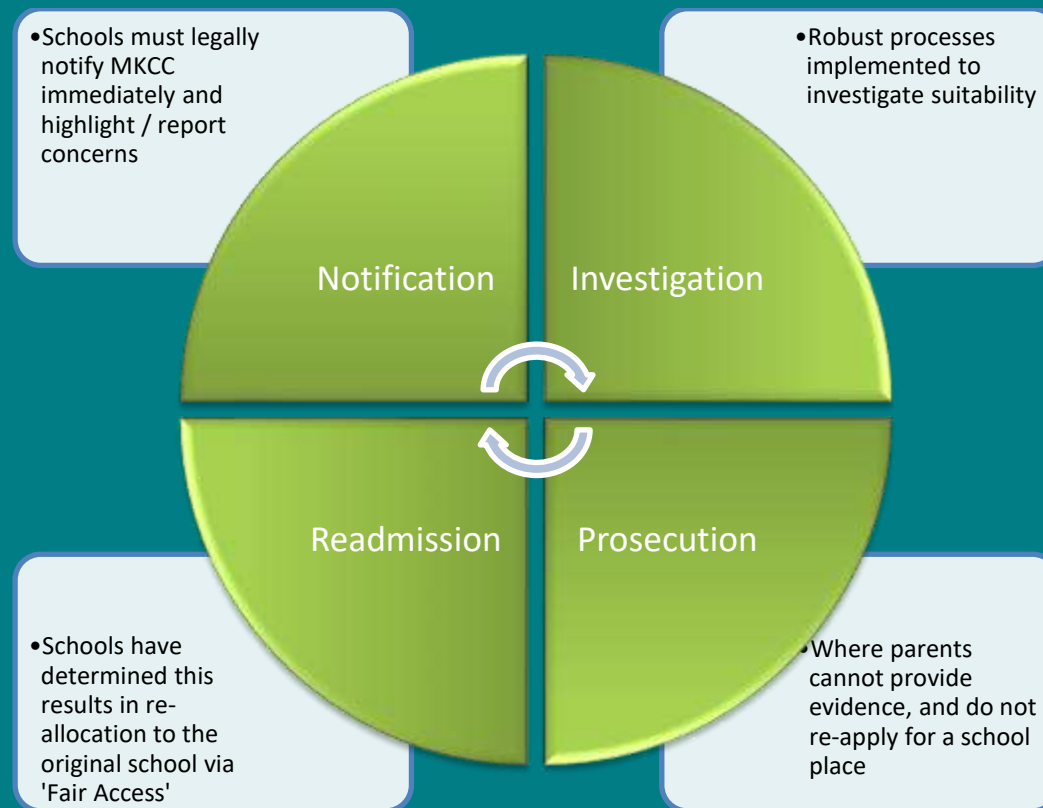 •Schools must legally
notify MKCC
immediately and
highlight / report
concerns
•Robust processes
implemented to
investigate suitability
Notification
Investigation
Readmission
Prosecution
•Schools have
determined this
results in re-
allocation to the
original school via
'Fair Access'
•Where parents
cannot provide
evidence, and do not
re-apply for a school
place